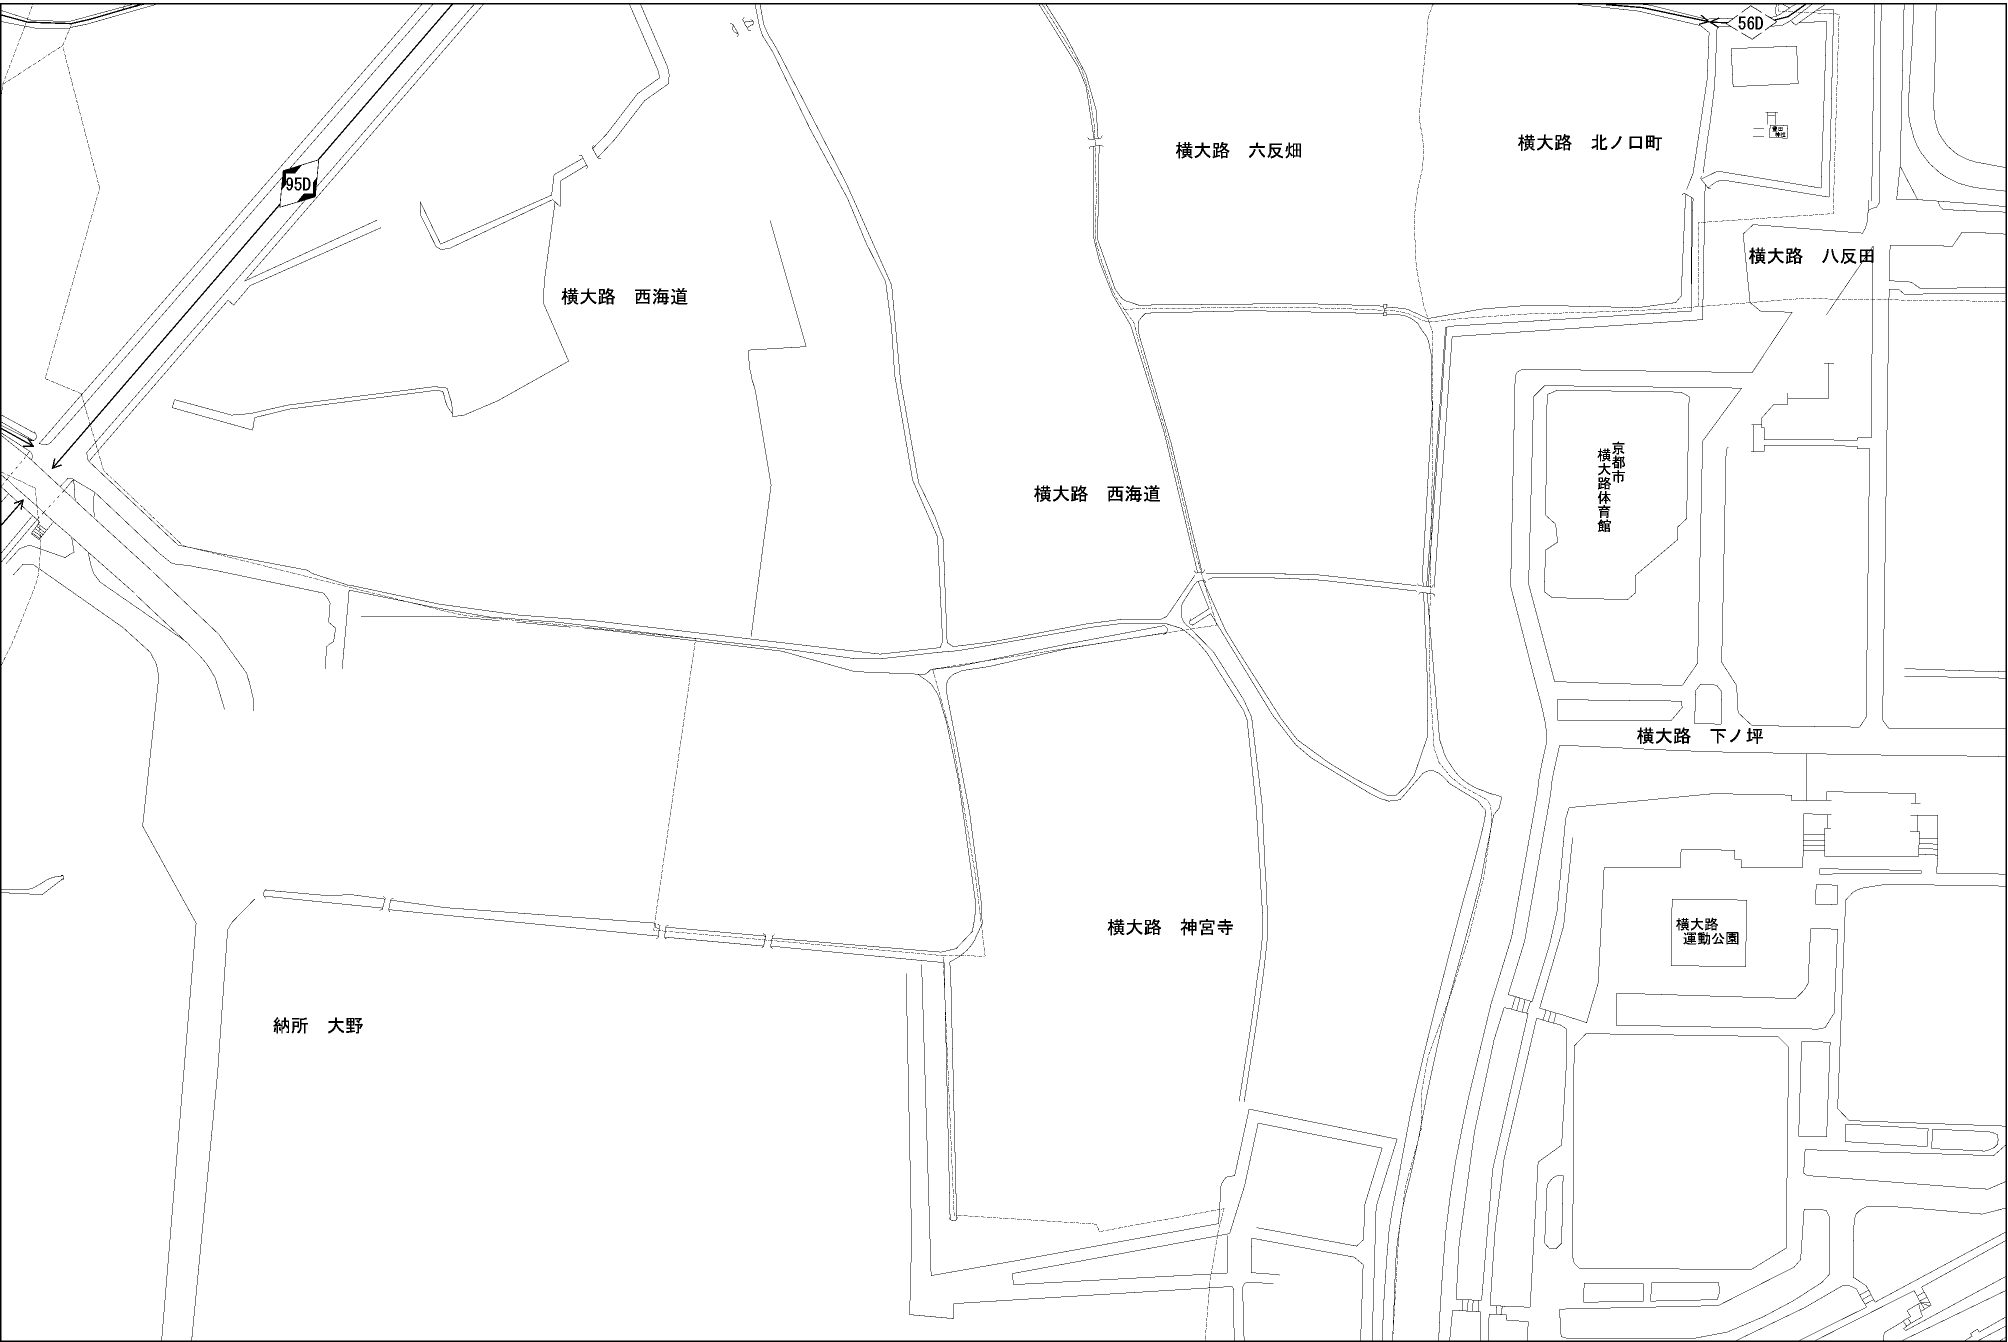 56D
横大路　六反畑
横大路　北ノ口町
95D
横大路　八反田
横大路　西海道
横大路　西海道
京都市
横大路体育館
横大路　下ノ坪
横大路　神宮寺
横大路
運動公園
納所　大野